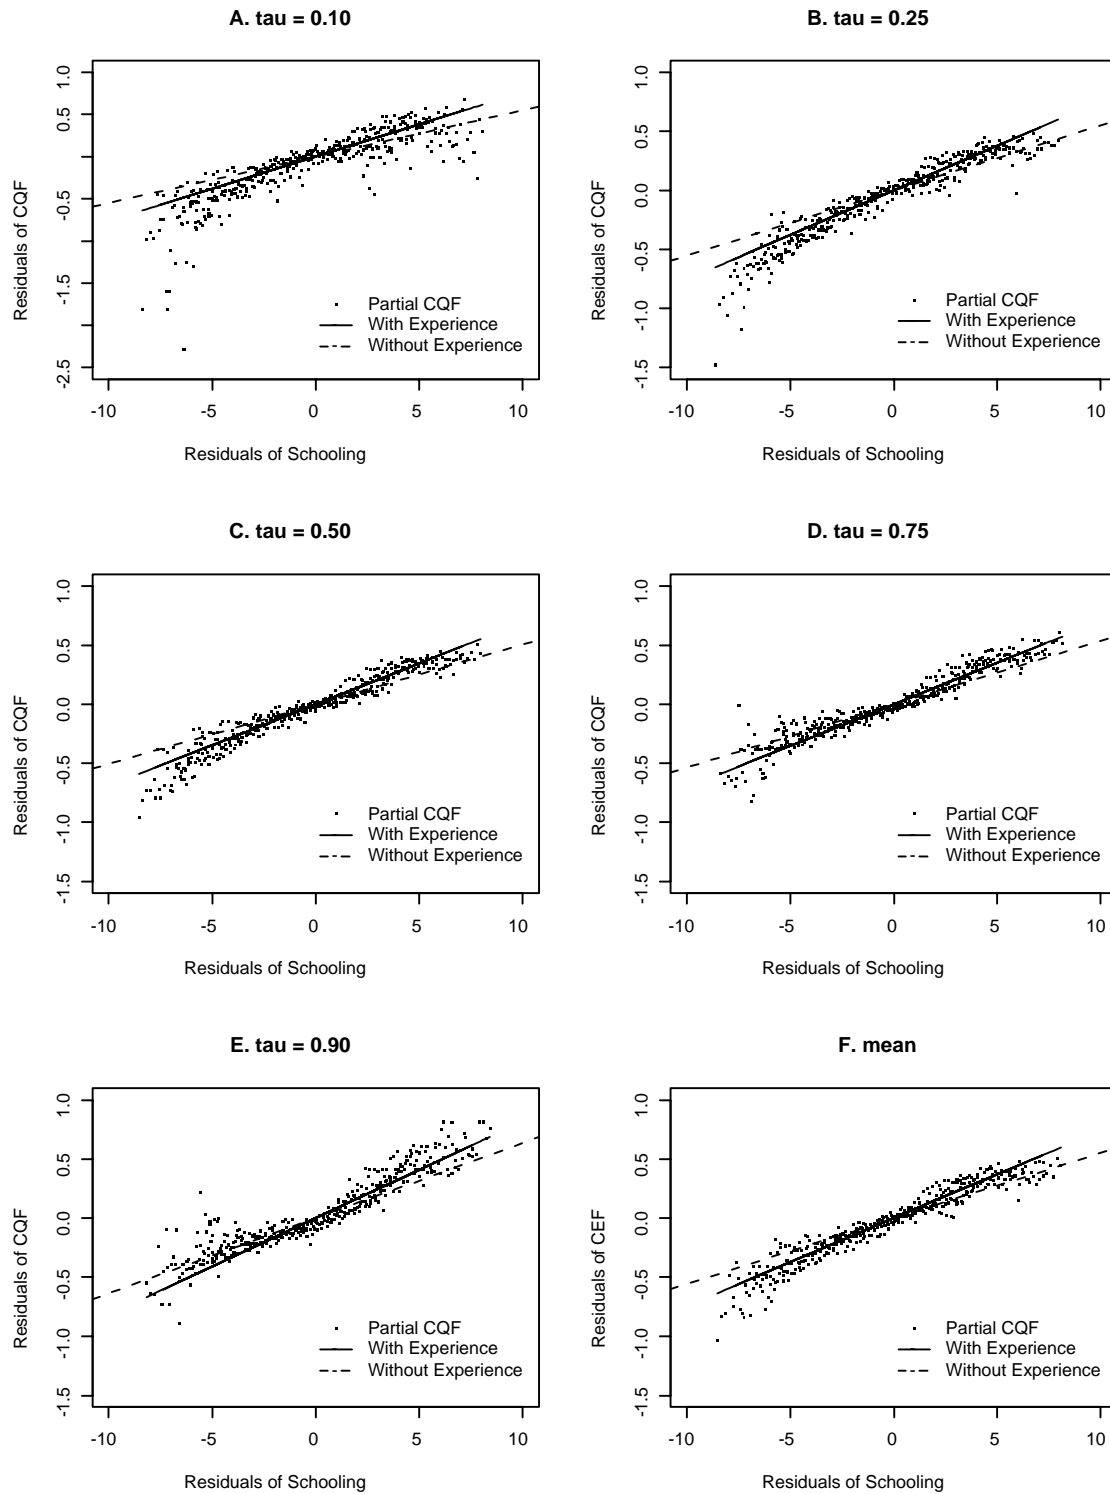 A. tau = 0.10
Residuals of CQF
1.0
0.5
-0.5
-1.5
-2.5
Partial CQF
With Experience
Without Experience
-10 -5 0 5 10
Residuals of Schooling
B. tau = 0.25
Residuals of CQF
1.0
0.5
0.0
-0.5
-1.0
-1.5
Partial CQF
With Experience
Without Experience
-10 -5 0 5 10
Residuals of Schooling
C. tau = 0.50
Residuals of CQF
1.0
0.5
0.0
-0.5
-1.0
-1.5
Partial CQF
With Experience
Without Experience
-10 -5 0 5 10
Residuals of Schooling
D. tau = 0.75
Residuals of CQF
1.0
0.5
0.0
-0.5
-1.0
-1.5
Partial CQF
With Experience
Without Experience
-10 -5 0 5 10
Residuals of Schooling
E. tau = 0.90
Residuals of CQF
1.0
0.5
0.0
-0.5
-1.0
-1.5
Partial CQF
With Experience
Without Experience
-10 -5 0 5 10
Residuals of Schooling
F. mean
Residuals of CEF
1.0
0.5
0.0
-0.5
-1.0
-1.5
Partial CQF
With Experience
Without Experience
-10 -5 0 5 10
Residuals of Schooling